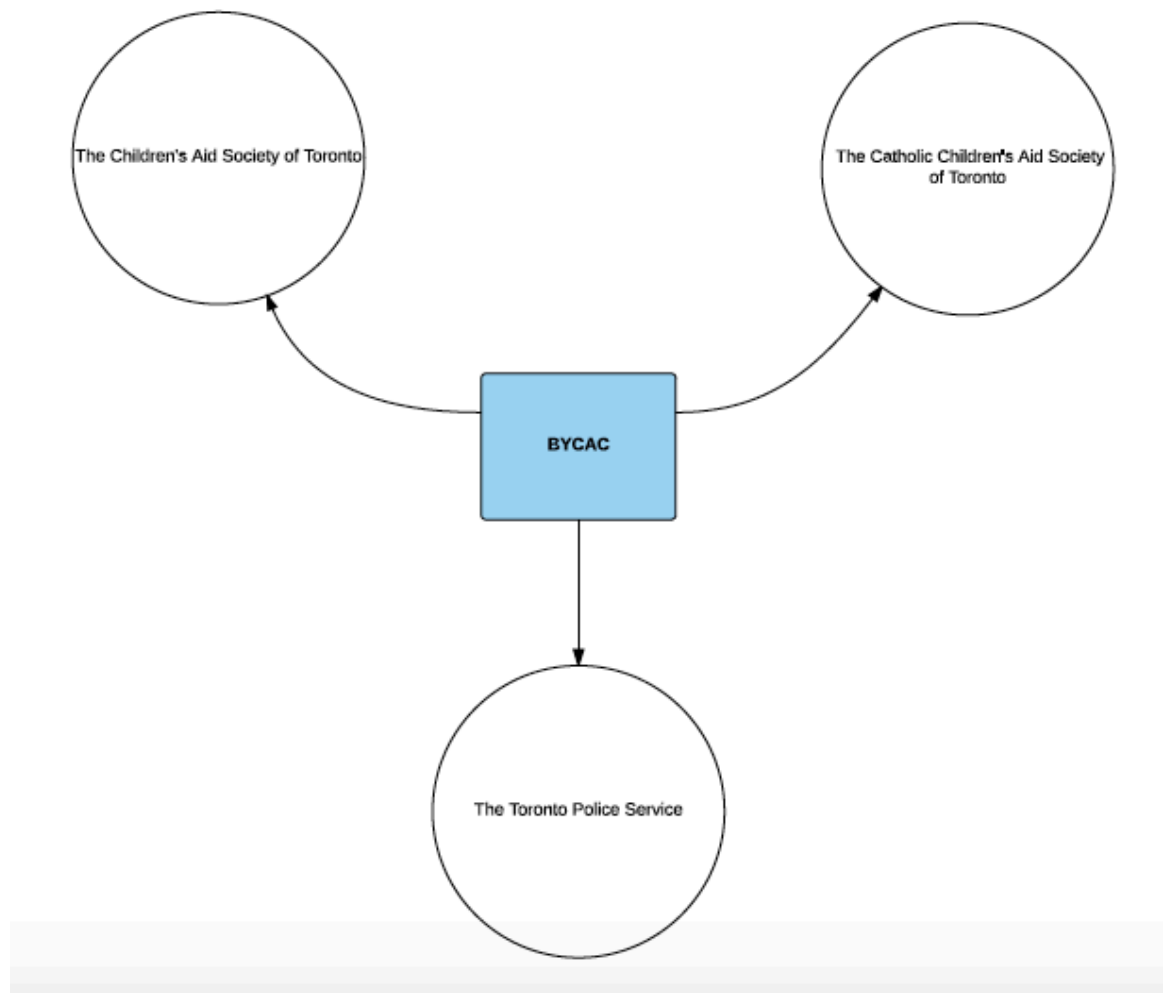 The Children's Aid Society of Toronto
The Catholic Children's Aid Society
of Toronto
BYCAC
The Toronto Police Service